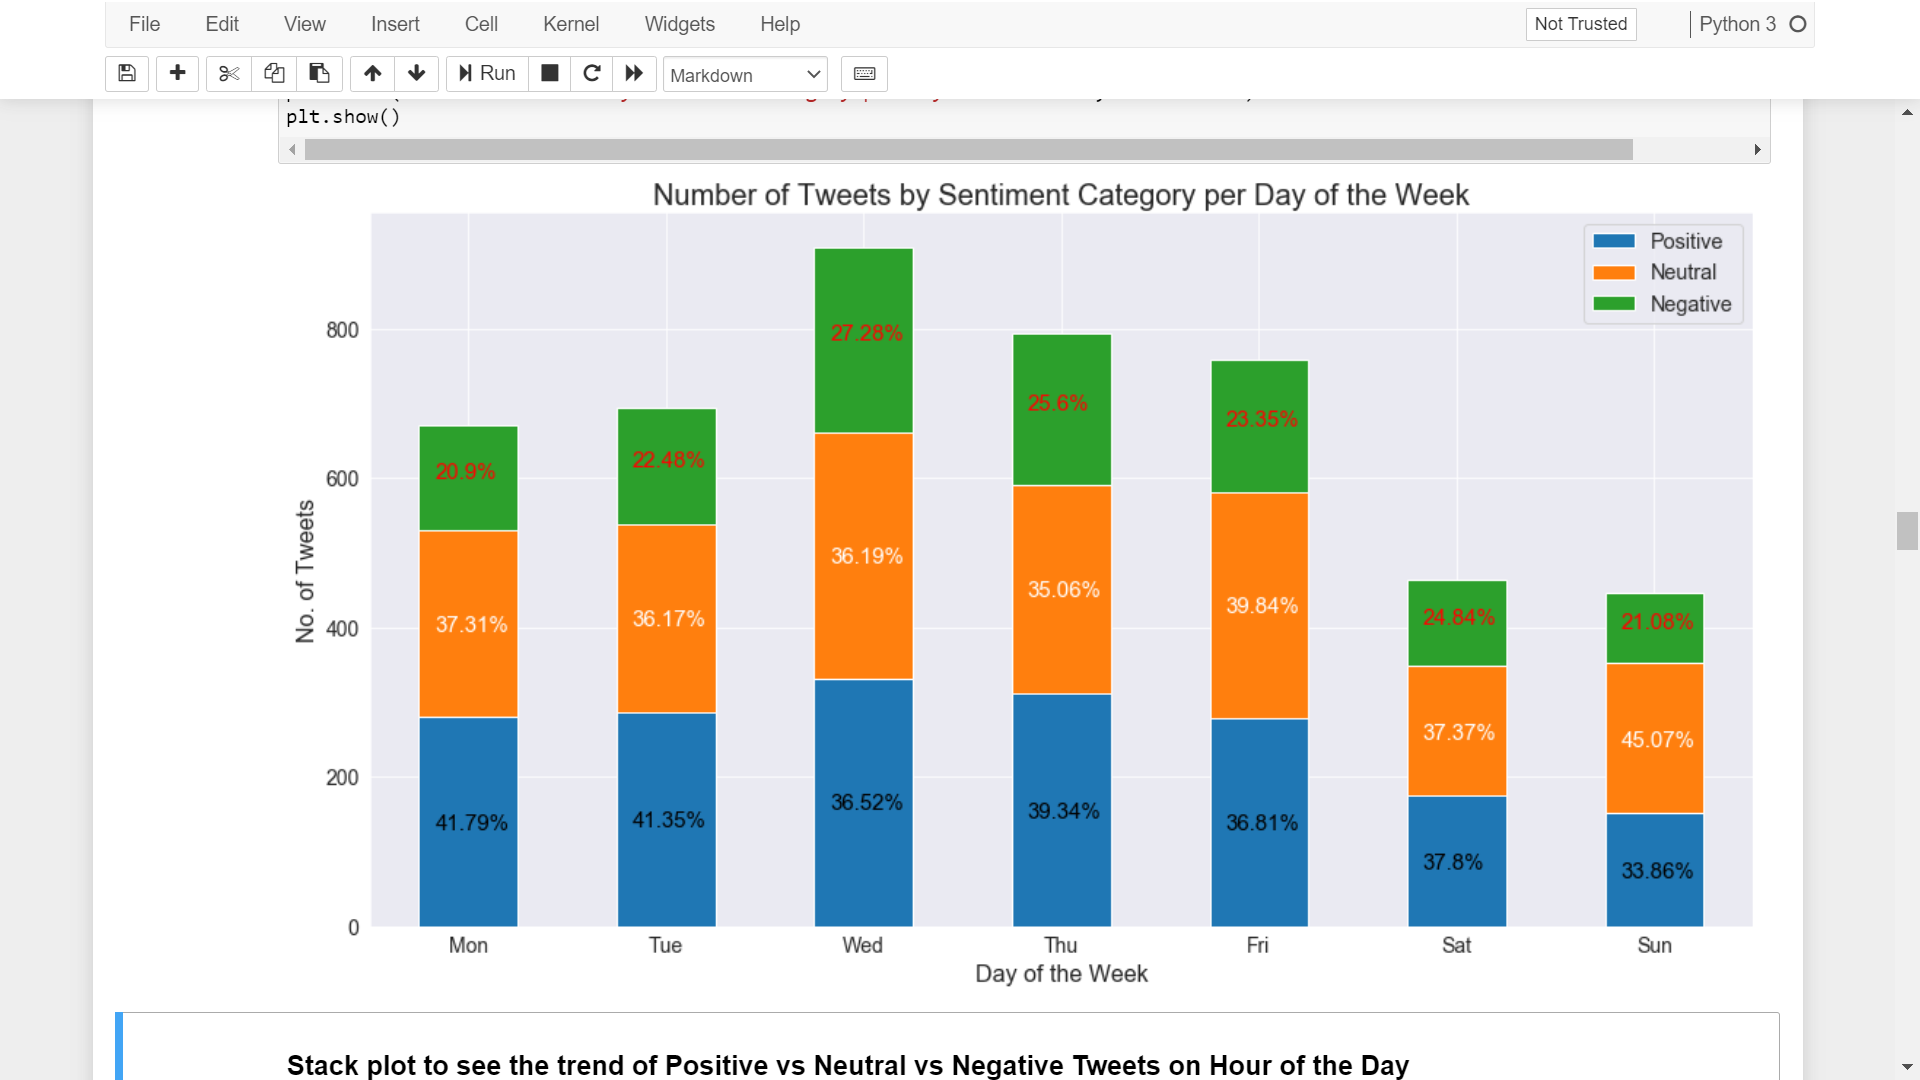 File Edit View Insert Cell Kernel Widgets Help Not Trusted Python 3
Run Markdown
plt.show()
Number of Tweets by Sentiment Category per Day of the Week
Positive
Neutral
Negative
No. of Tweets
800
600
400
200
0
20.9% 22.48% 27.28% 25.6% 23.35% 24.84% 21.08%
37.31% 36.17% 36.19% 35.06% 39.84% 37.37% 45.07%
41.79% 41.35% 36.52% 39.34% 36.81% 37.8% 33.86%
Mon Tue Wed Thu Fri Sat Sun
Day of the Week
Stack plot to see the trend of Positive vs Neutral vs Negative Tweets on Hour of the Day